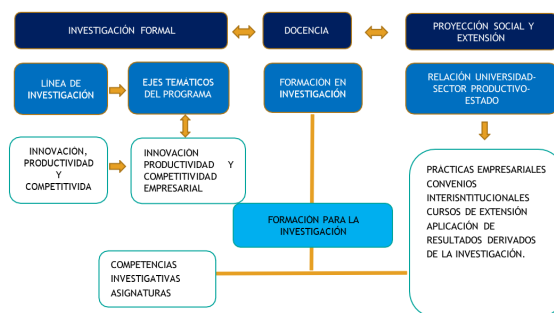 INVESTIGACIÓN FORMAL
DOCENCIA
PROYECCIÓN SOCIAL Y
EXTENSIÓN
LÍNEA DE
INVESTIGACIÓN
EJES TEMÁTICOS
DEL PROGRAMA
FORMACION EN
INVESTIGACIÓN
RELACIÓN UNIVERSIDAD-
SECTOR PRODUCTIVO-
ESTADO
INNOVACIÓN,
PRODUCTIVIDAD
Y
COMPETITIVIDA
INNOVACION
PRODUCTIVIDAD Y
COMPETITIVIDAD
EMPRESARIAL
PRACTICAS EMPRESARIALES
CONVENIOS
INTERISNTITUCIONALES
CURSOS DE EXTENSIÓN
APLICACIÓN DE
RESULTADOS DERIVADOS
DE LA INVESTIGACIÓN.
FORMACIÓN PARA LA
INVESTIGACIÓN
COMPETENCIAS
INVESTIGATIVAS
ASIGNATURAS